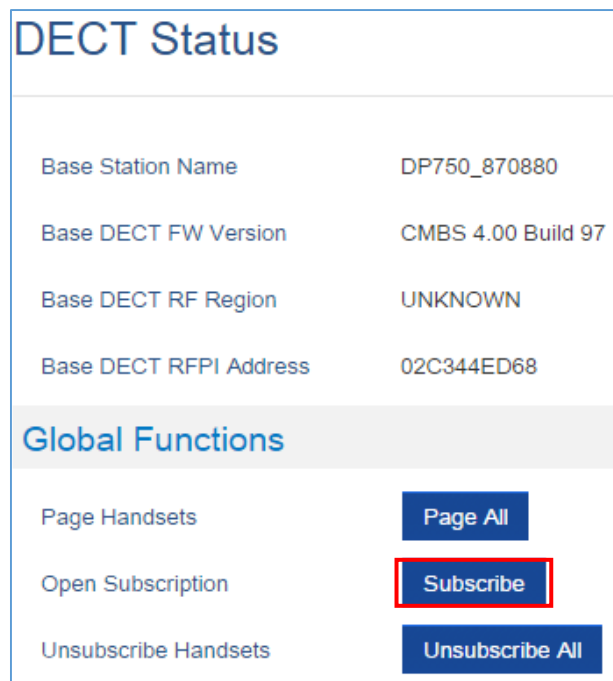 DECT Status
Base Station Name DP750_870880
Base DECT FW Version CMBS 4.00 Build 97
Base DECT RF Region UNKNOWN
Base DECT RFPI Address 02C344ED68
Global Functions
Page Handsets Page All
Open Subscription Subscribe
Unsubscribe Handsets Unsubscribe All